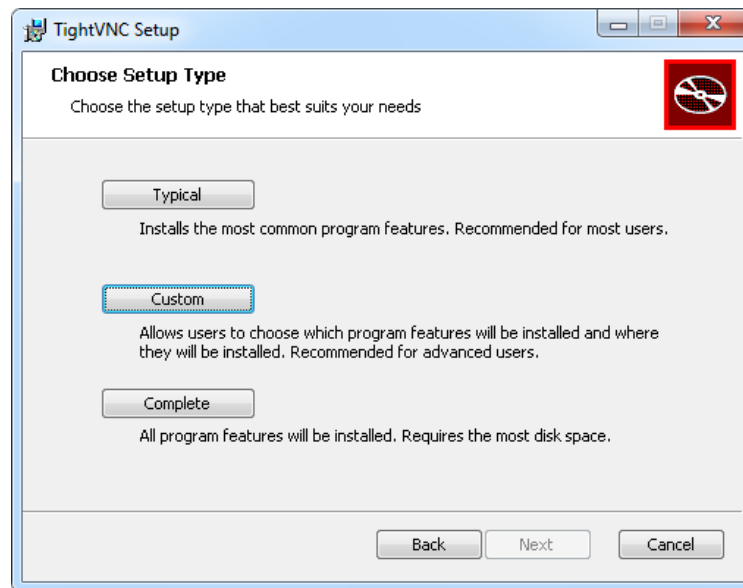 TightVNC Setup
Choose Setup Type
Choose the setup type that best suits your needs
Typical
Installs the most common program features. Recommended for most users.
Custom
Allows users to choose which program features will be installed and where
they will be installed. Recommended for advanced users.
Complete
All program features will be installed. Requires the most disk space.
Back Next Cancel